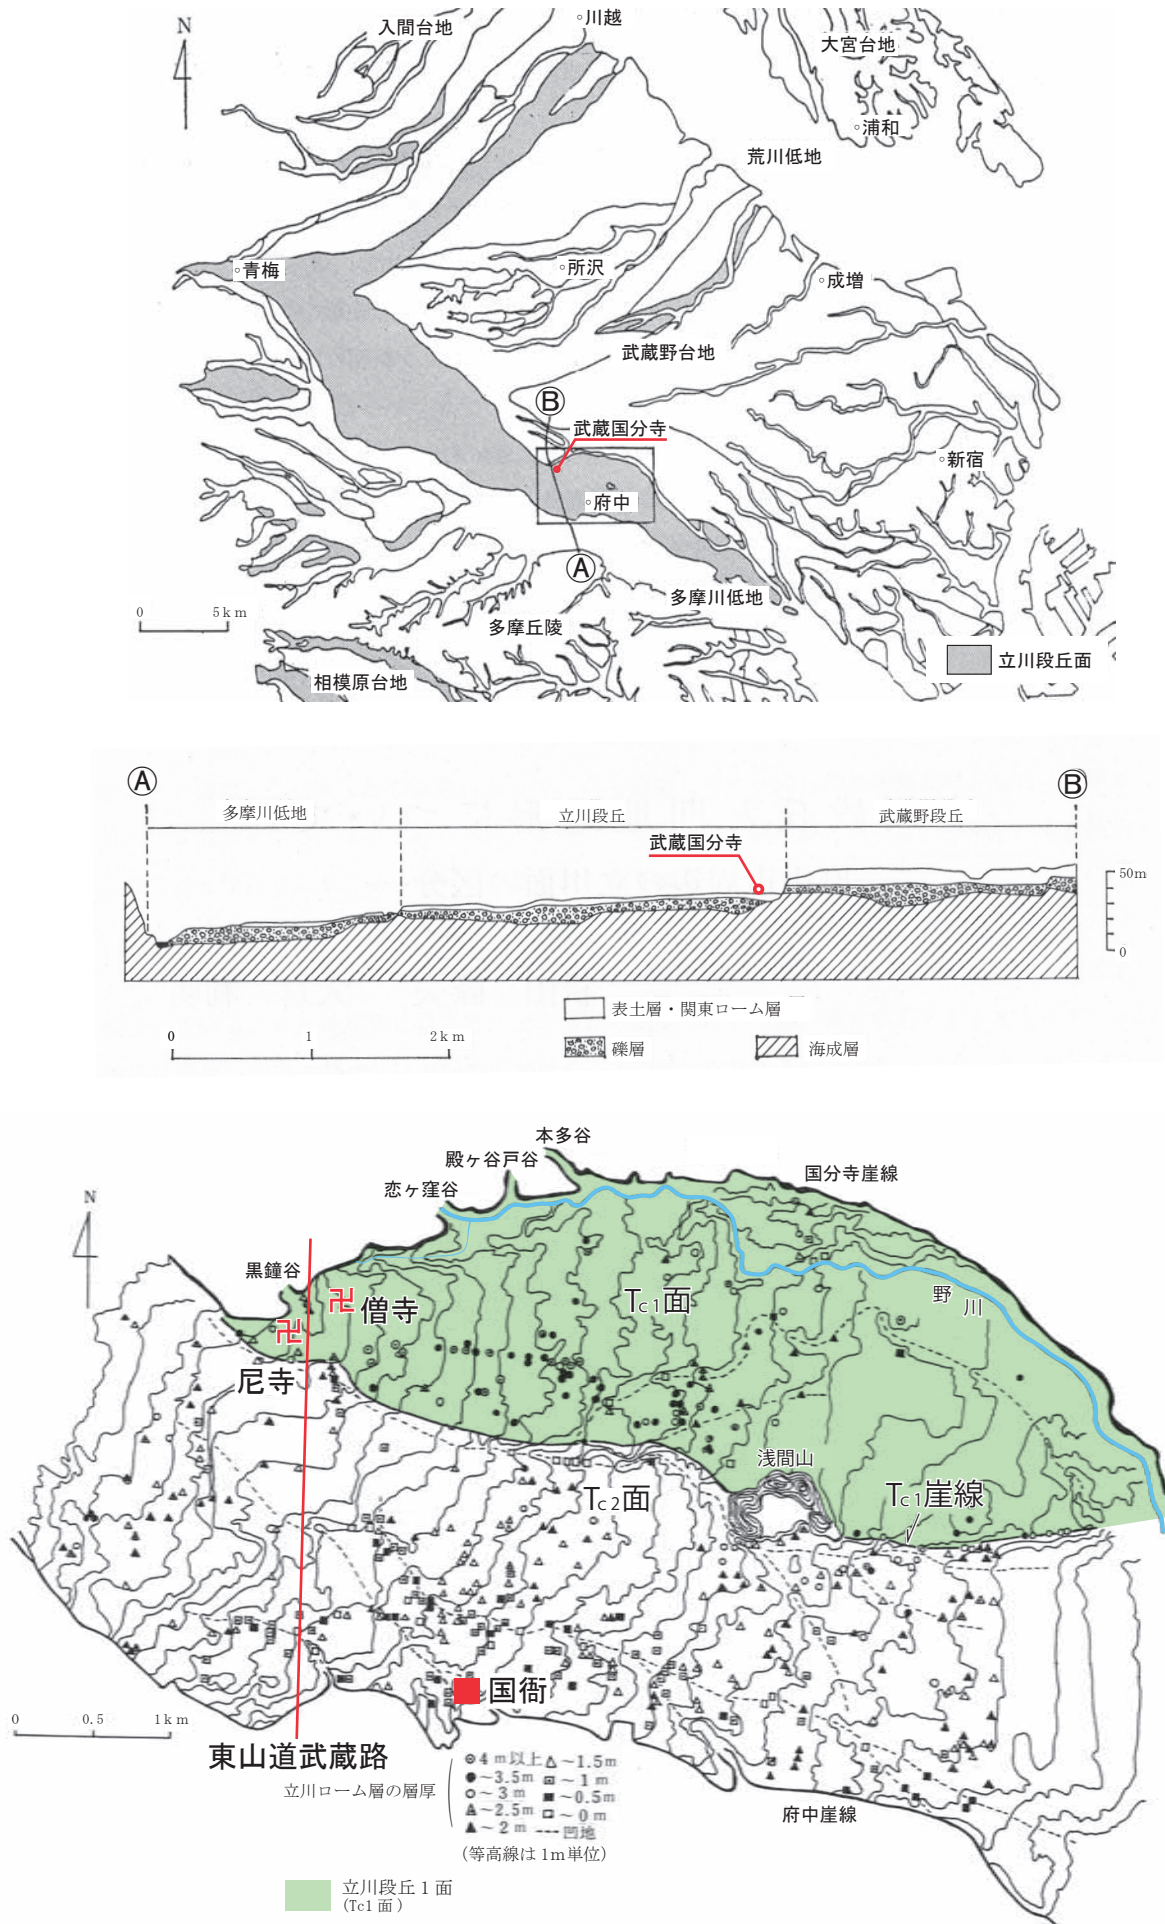 N
入間台地
川越
大宮台地
浦和
荒川低地
青梅
所沢
成増
武蔵野台地
B
武蔵国分寺
新宿
府中
A
0 5km
多摩川低地
多摩丘陵
相模原台地
立川段丘面
A
B
多摩川低地
立川段丘
武蔵野段丘
武蔵国分寺
50m
0
表土層・関東ローム層
0 1 2km
礫層
海成層
本多谷
殿ヶ谷戸谷
国分寺崖線
恋ヶ窪谷
N
黒鐘谷
卍 僧寺
Tc1面
野川
卍
尼寺
浅間山
Tc2面
Tc1崖線
国衙
0 0.5 1km
東山道武蔵路
立川ローム層の層厚
4m以上 ～1.5m
～3.5m ～1m
～3m ～0.5m
～2.5m ～0m
～2m 凹地
(等高線は1m単位)
府中崖線
立川段丘1面
(Tc1面)